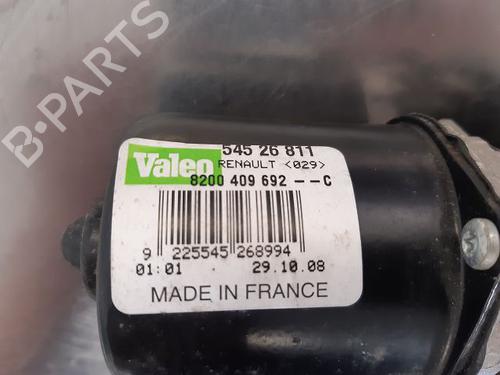 B-PARTS
Valeo
545 26 811
RENAULT <029>
8200 409 692 --C
9 225545 268994
01:01 29.10.08
MADE IN FRANCE